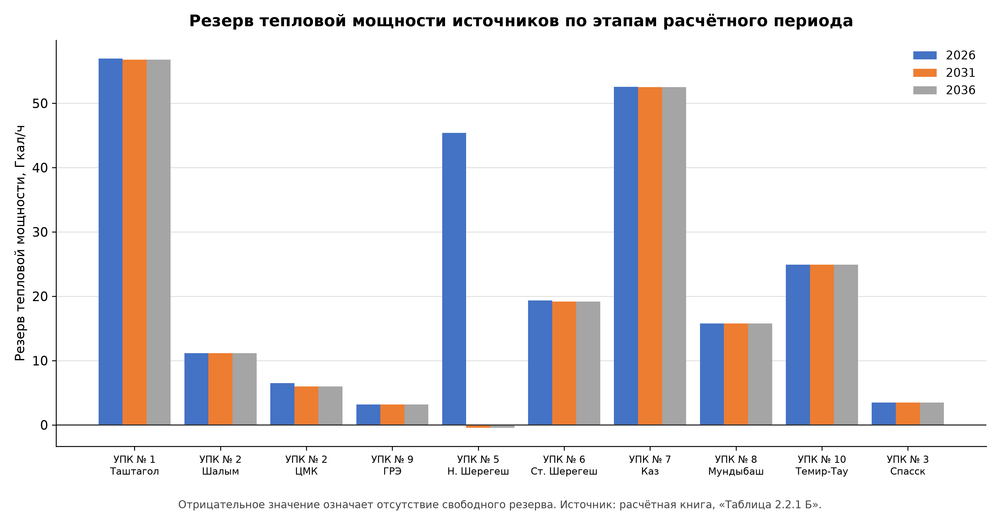 Резерв тепловой мощности источников по этапам расчётного периода
2026
2031
2036
Резерв тепловой мощности, Гкал/ч
50
40
30
20
10
0
УПК № 1
Таштагол
УПК № 2
Шалым
УПК № 2
ЦМК
УПК № 9
ГРЭ
УПК № 5
Н. Шерегеш
УПК № 6
Ст. Шерегеш
УПК № 7
Каз
УПК № 8
Мундыбаш
УПК № 10
Темир-Тау
УПК № 3
Спасск
Отрицательное значение означает отсутствие свободного резерва. Источник: расчётная книга, «Таблица 2.2.1 Б».